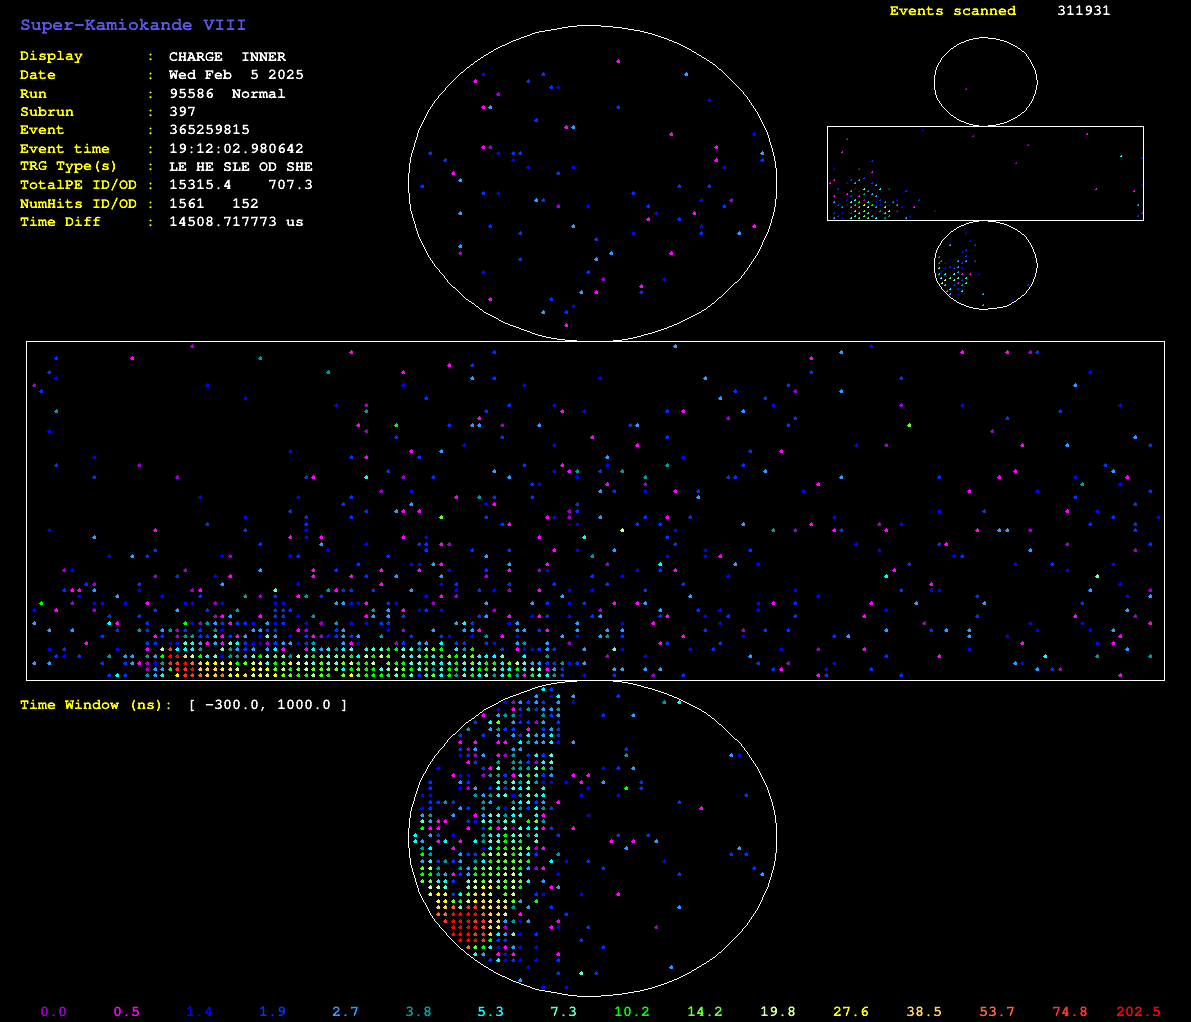 Super-Kamiokande VIII
Display : CHARGE INNER
Date : Wed Feb 5 2025
Run : 95586 Normal
Subrun : 397
Event : 365259815
Event time : 19:12:02.980642
TRG Type(s) : LE HE SLE OD SHE
TotalPE ID/OD : 15315.4 707.3
NumHits ID/OD : 1561 152
Time Diff : 14508.717773 us
Events scanned 311931
Time Window (ns): [ -300.0, 1000.0 ]
0.0 0.5 1.4 1.9 2.7 3.8 5.3 7.3 10.2 14.2 19.8 27.6 38.5 53.7 74.8 202.5